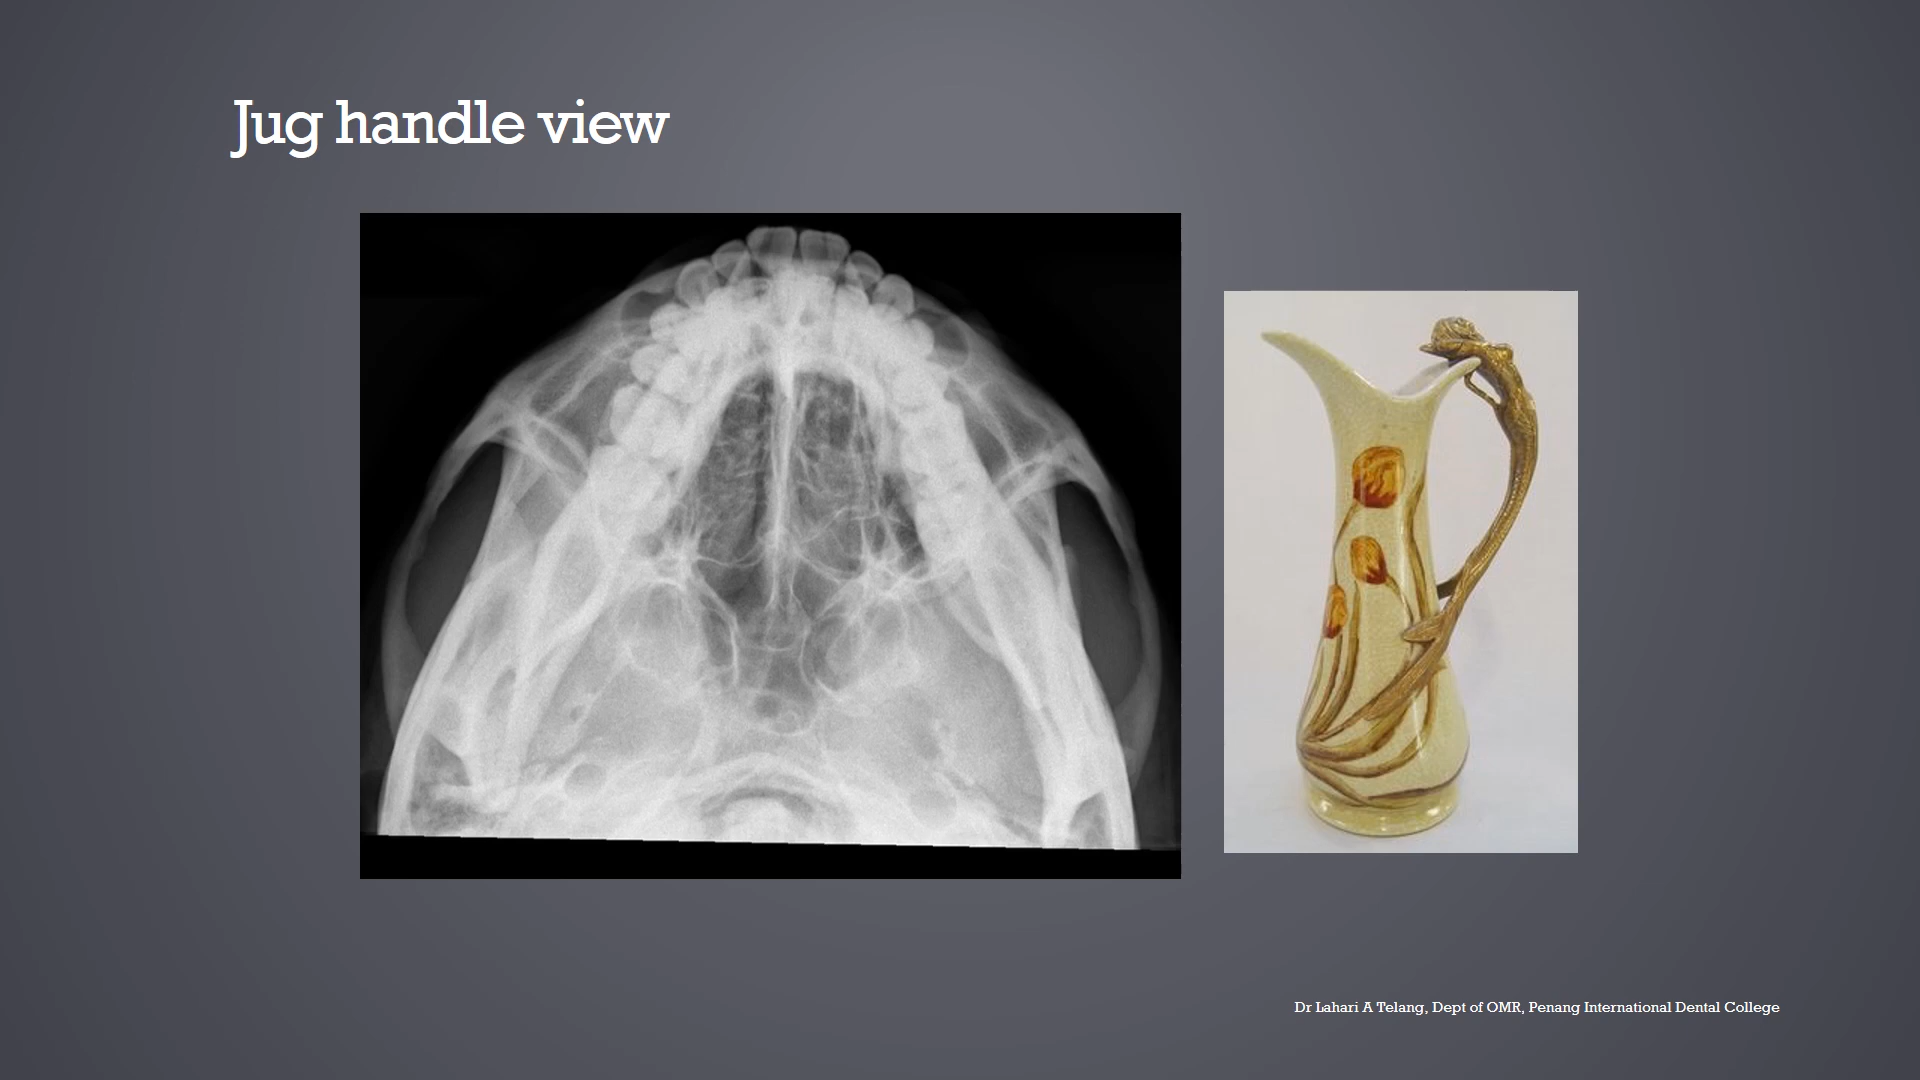 Jug handle view
Dr Lahari A Telang, Dept of OMR, Penang International Dental College